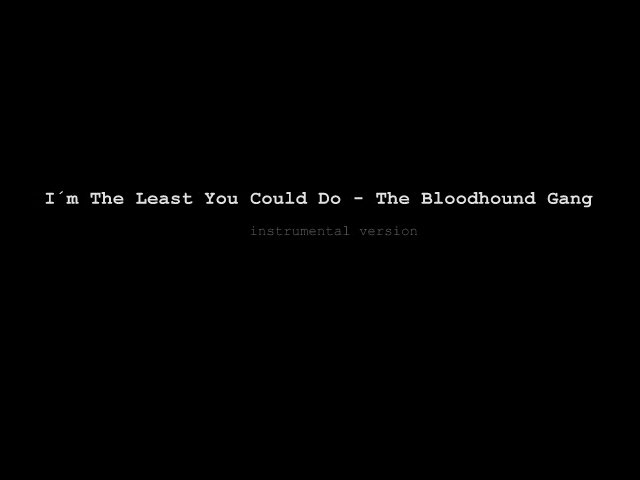 I´m The Least You Could Do - The Bloodhound Gang
instrumental version